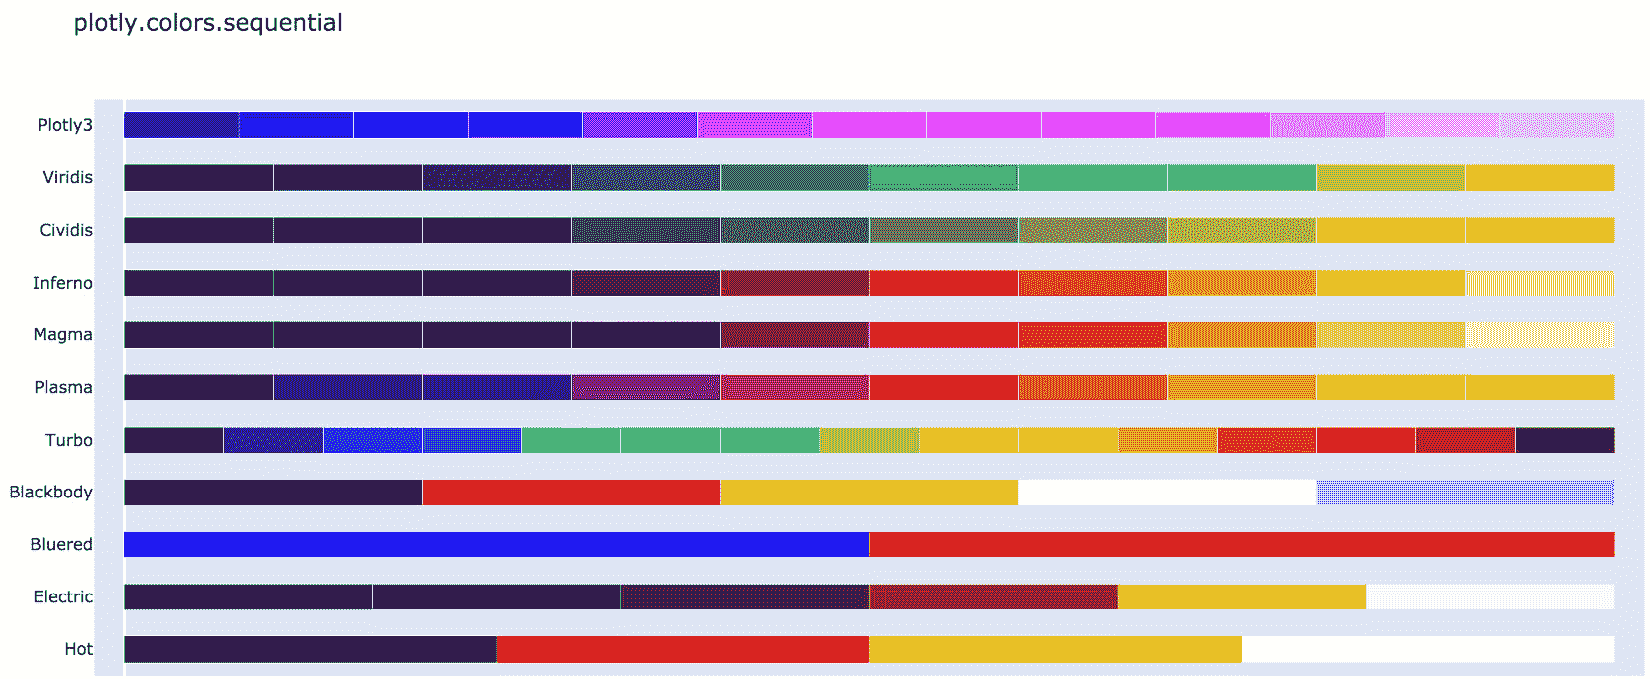 plotly.colors.sequential
Plotly3
Viridis
Cividis
Inferno
Magma
Plasma
Turbo
Blackbody
Bluered
Electric
Hot